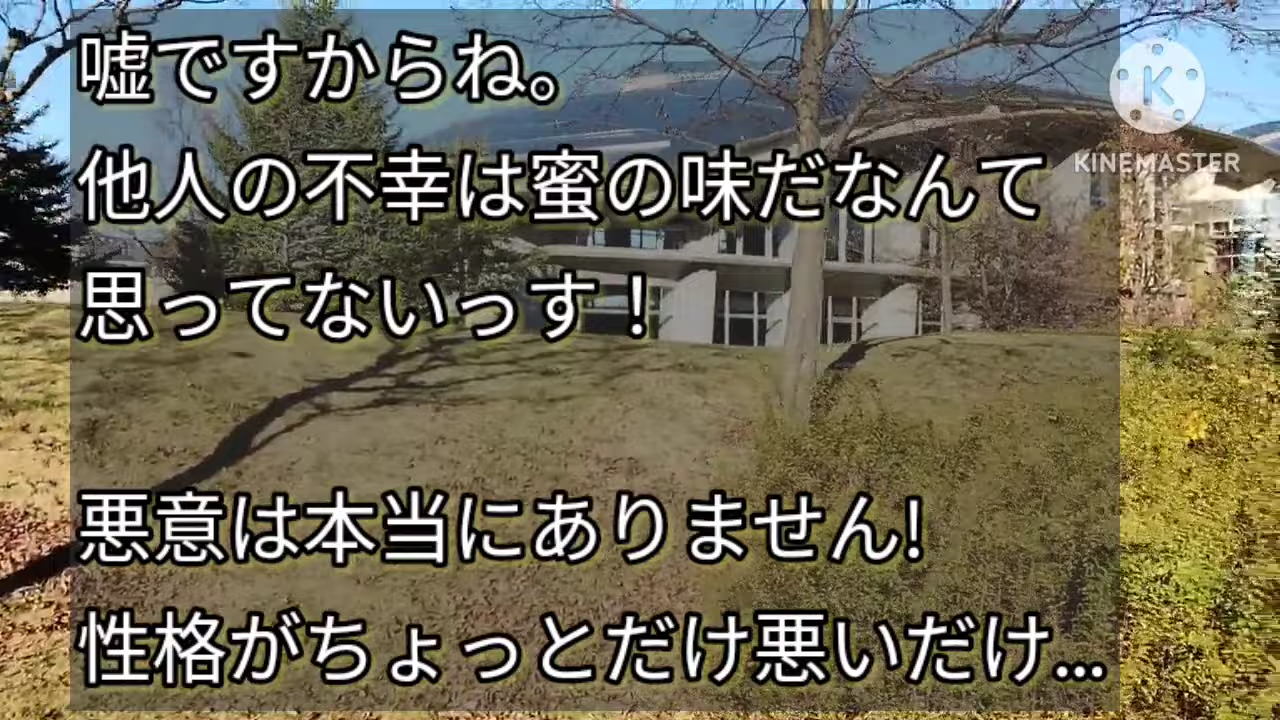 嘘ですからね。
他人の不幸は蜜の味だなんて
思ってないっす！
悪意は本当にありません!
性格がちょっとだけ悪いだけ...
K
KINEMASTER